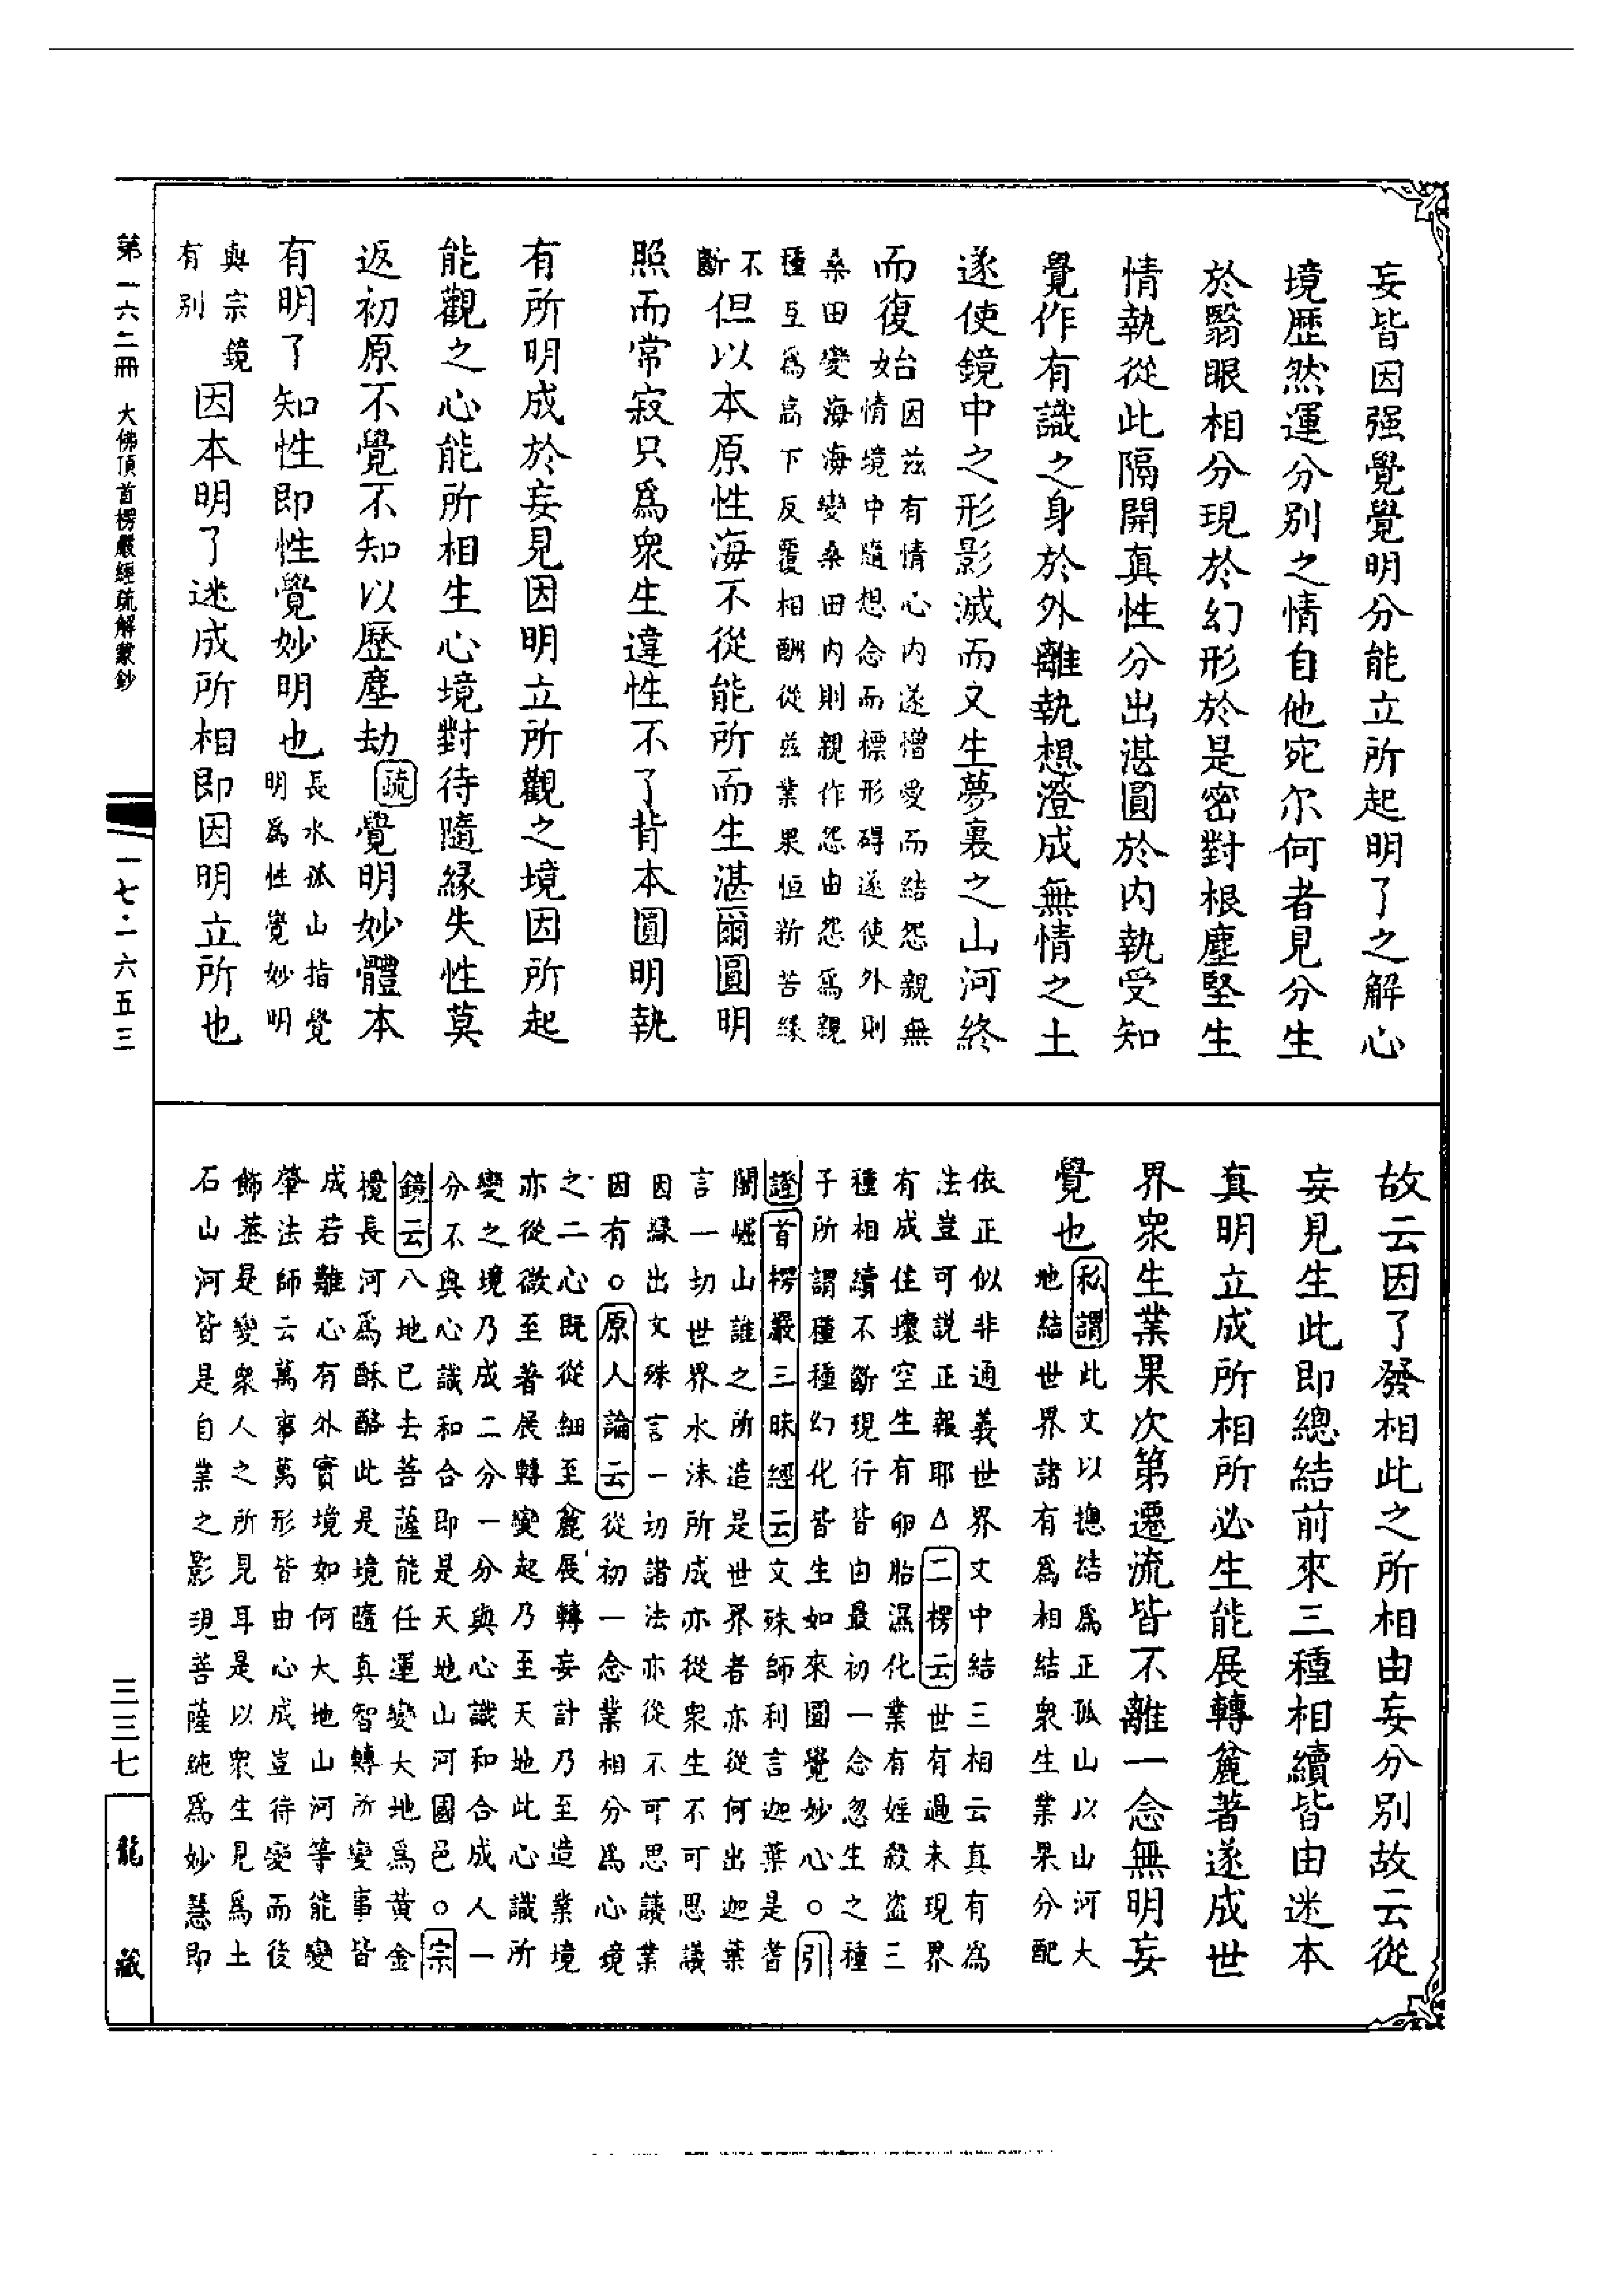 妄皆因强覺覺明分能立所起明了之解心
境歷然運分別之情自他宛尔何者見分生
於翳眼相分現於幻形於是密對根塵堅生
情執從此隔開真性分出湛圓於内執受知
覺作有識之身於外離執想澄成無情之土
遂使鏡中之形影滅而又生夢裏之山河終
而復始
因兹有情心内遂憎愛而結怨親無
情境中隨想念而標形碍遂使外則
桑田變海海變桑田内則親作怨由怨爲親
種互爲高下反覆相酬從兹業果恒新苦緣
不
斷
但以本原性海不從能所而生湛爾圓明
照而常寂只爲衆生違性不了背本圓明執
有所明成於妄見因明立所觀之境因所起
能觀之心能所相生心境對待隨緣失性莫
返初原不覺不知以歷塵劫疏覺明妙體本
有明了知性即性覺妙明也
長水孤山指覺
明爲性覺妙明
與宗鏡
有别
因本明了迷成所相即因明立所也
故云因了發相此之所相由妄分别故云從
妄見生此即總結前來三種相續皆由迷本
真明立成所相所必生能展轉麄著遂成世
界衆生業果次第遷流皆不離一念無明妄
覺也
私謂此文以摠結爲正孤山以山河大
地結世界諸有爲相結衆生業果分配
依正似非通義世界文中結三相云真有爲
法豈可説正報耶△二楞云世有過未現界
有成住壞空生有卵胎濕化業有婬殺盜三
種相續不斷現行皆由最初一念忽生之種
子所謂種種幻化皆生如來圓覺妙心○引
證首楞嚴三昧經云文殊師利言迦葉是耆
闍崛山誰之所造是世界者亦從何出迦葉
言一切世界水沫所成亦從衆生不可思議
因緣出文殊言一切諸法亦從不可思議業
因有○原人論云從初一念業相分爲心境
之二心既從細至麄展轉妄計乃至造業境
亦從微至著展轉變起乃至天地此心識所
變之境乃成二分一分與心識和合成人一
分不與心識和合即是天地山河國邑○宗
鏡云八地已去菩薩能任運變大地爲黄金
攪長河爲酥酪此是境隨真智轉所變事皆
成若離心有外實境如何大地山河等能變
肇法師云萬事萬形皆由心成豈待變而後
飾葢是變衆人之所見耳是以衆生見爲土
石山河皆是自業之影現菩薩純爲妙慧即
第一六二冊　大佛頂首楞嚴經疏解蒙鈔
一七二六五三
三三七
龍藏